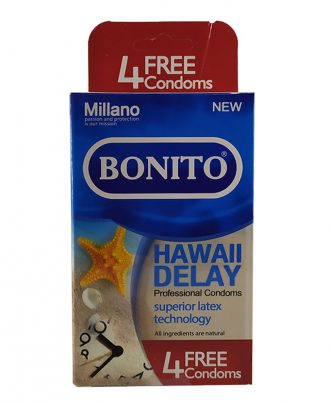 4 FREE
Condoms
Millano
passion and protection
is our mission
NEW
BONITO®
HAWAII
DELAY
Professional Condoms
superior latex
technology
All ingredients are natural
4 FREE
Condoms